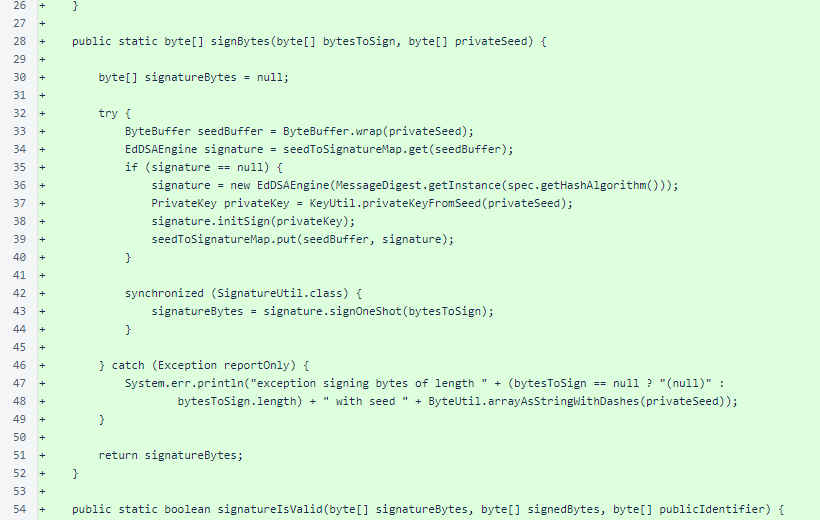 26 + }
27 +
28 + public static byte[] signBytes(byte[] bytesToSign, byte[] privateSeed) {
29 +
30 + byte[] signatureBytes = null;
31 +
32 + try {
33 + ByteBuffer seedBuffer = ByteBuffer.wrap(privateSeed);
34 + EdDSAEngine signature = seedToSignatureMap.get(seedBuffer);
35 + if (signature == null) {
36 + signature = new EdDSAEngine(MessageDigest.getInstance(spec.getHashAlgorithm()));
37 + PrivateKey privateKey = KeyUtil.privateKeyFromSeed(privateSeed);
38 + signature.initSign(privateKey);
39 + seedToSignatureMap.put(seedBuffer, signature);
40 + }
41 +
42 + synchronized (SignatureUtil.class) {
43 + signatureBytes = signature.signOneShot(bytesToSign);
44 + }
45 +
46 + } catch (Exception reportOnly) {
47 + System.err.println("exception signing bytes of length " + (bytesToSign == null ? "(null)" :
48 + bytesToSign.length) + " with seed " + ByteUtil.arrayAsStringWithDashes(privateSeed));
49 + }
50 +
51 + return signatureBytes;
52 + }
53 +
54 + public static boolean signatureIsValid(byte[] signatureBytes, byte[] signedBytes, byte[] publicIdentifier) {